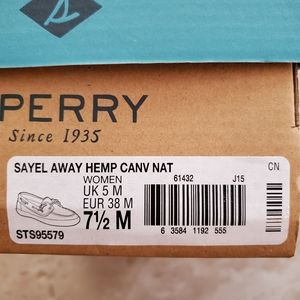 PERRY
Since 1935
SAYEL AWAY HEMP CANV NAT
CN
WOMEN
61432
J15
UK 5 M
EUR 38 M
7½ M
STS95579
6 3584 1192 555